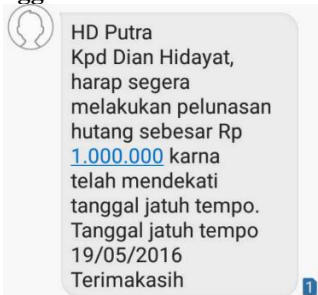 HD Putra
Kpd Dian Hidayat,
harap segera
melakukan pelunasan
hutang sebesar Rp
1.000.000 karna
telah mendekati
tanggal jatuh tempo.
Tanggal jatuh tempo
19/05/2016
Terimakasih
1